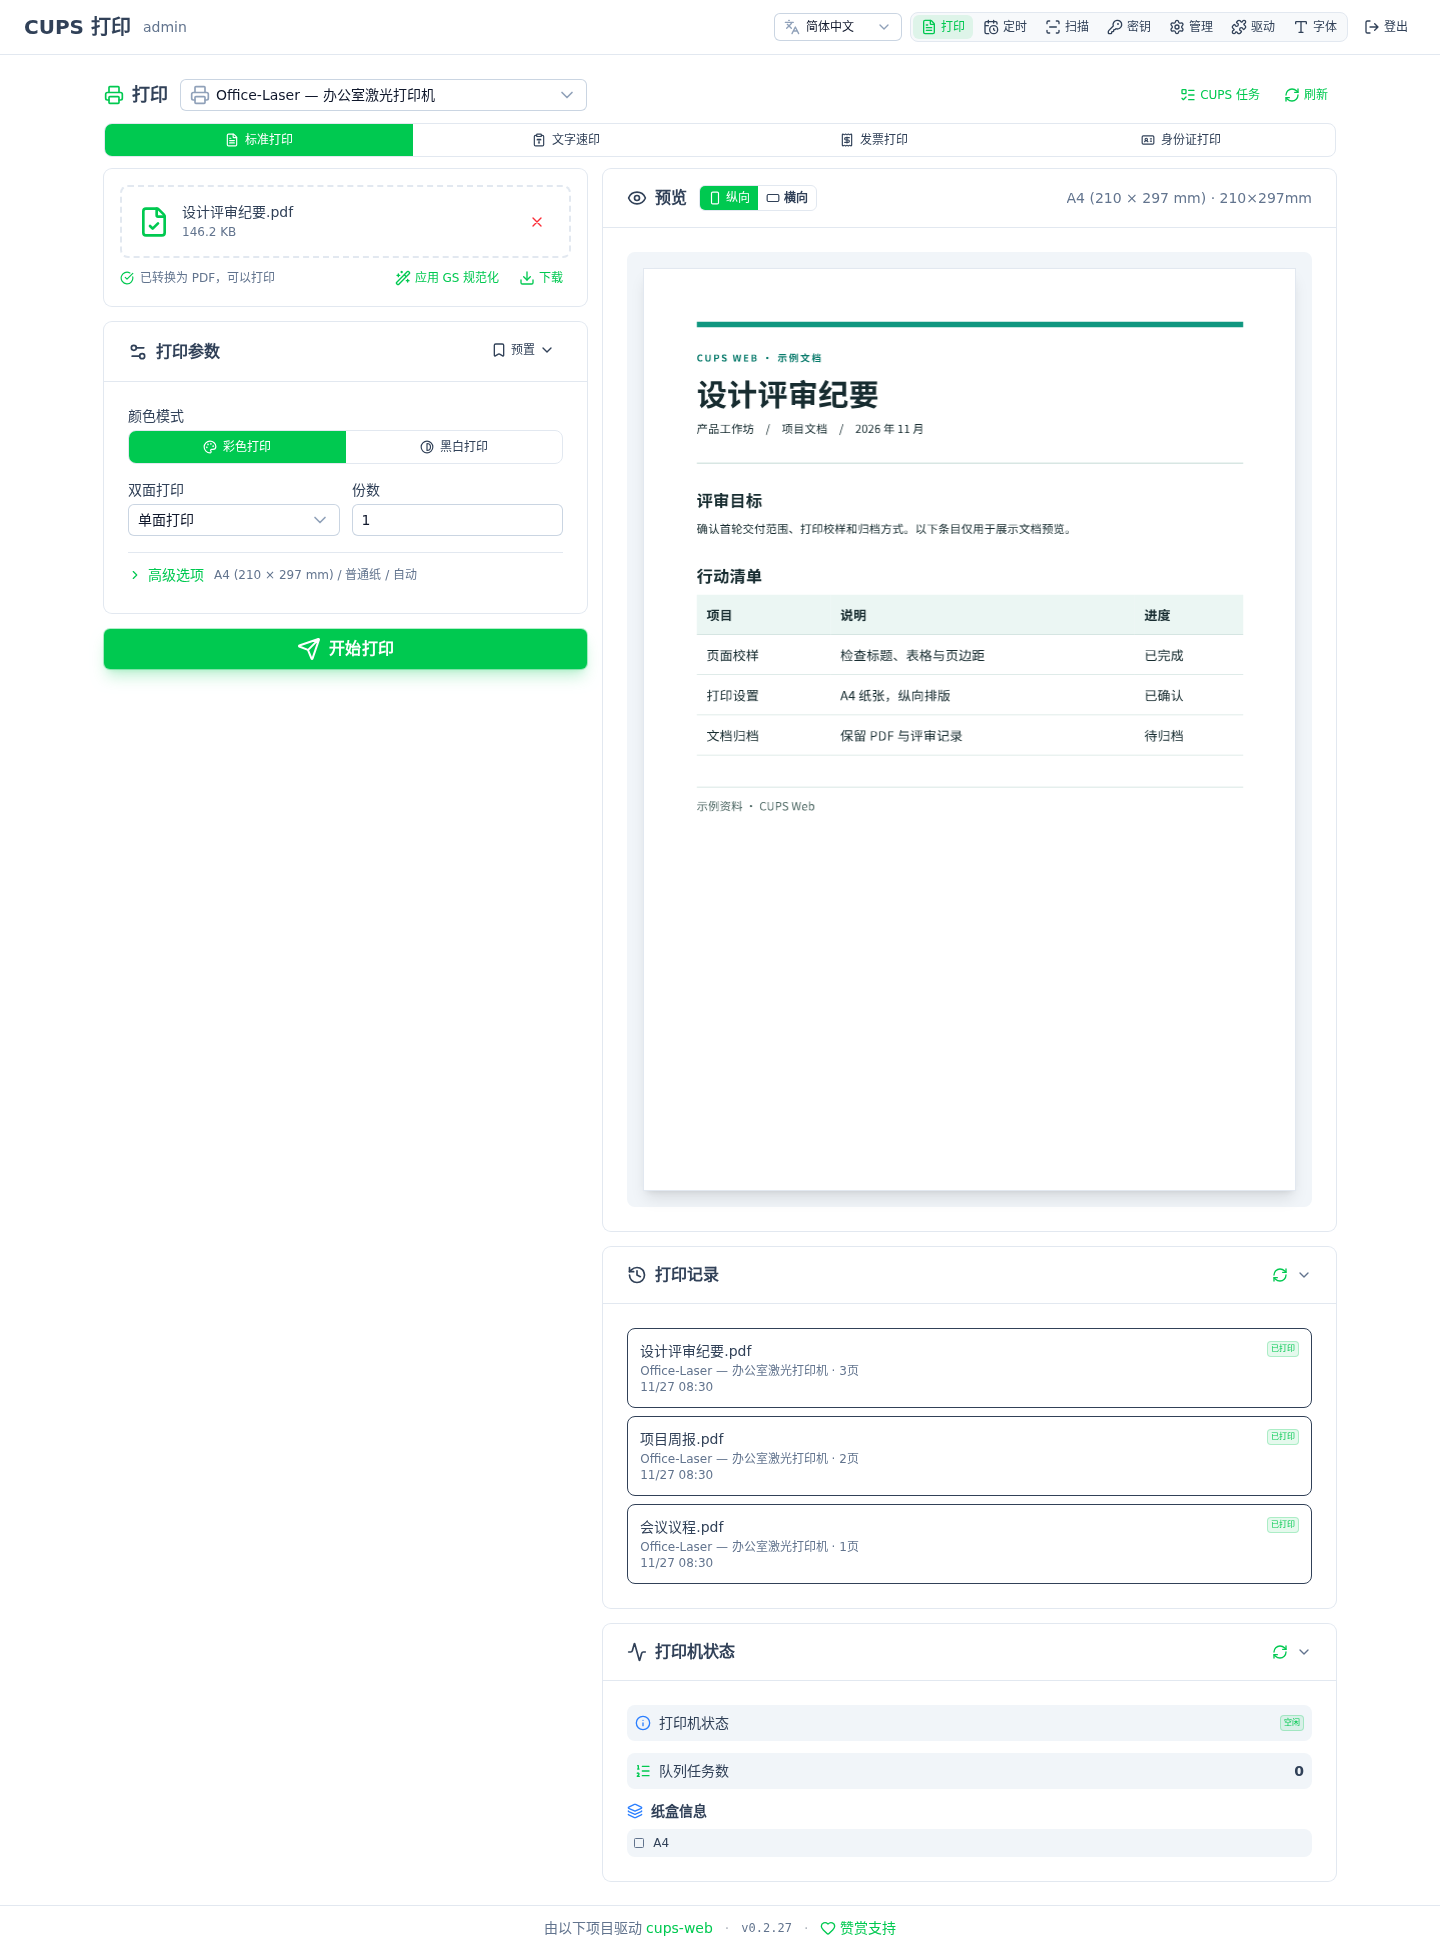 CUPS 打印 admin 简体中文 打印 定时 扫描 密钥 管理 驱动 字体 登出
打印 Office-Laser — 办公室激光打印机 CUPS 任务 刷新
标准打印 文字速印 发票打印 身份证打印
设计评审纪要.pdf
146.2 KB
已转换为 PDF，可以打印 应用 GS 规范化 下载
打印参数 预置
颜色模式
彩色打印 黑白打印
双面打印 份数
单面打印 1
高级选项 A4 (210 × 297 mm) / 普通纸 / 自动
开始打印
预览 纵向 横向 A4 (210 × 297 mm) · 210×297mm
CUPS WEB · 示例文档
设计评审纪要
产品工作坊 / 项目文档 / 2026 年 11 月
评审目标
确认首轮交付范围、打印校样和归档方式。以下条目仅用于展示文档预览。
行动清单
项目 说明 进度
页面校样 检查标题、表格与页边距 已完成
打印设置 A4 纸张，纵向排版 已确认
文档归档 保留 PDF 与评审记录 待归档
示例资料 · CUPS Web
打印记录
设计评审纪要.pdf 已打印
Office-Laser — 办公室激光打印机 · 3页
11/27 08:30
项目周报.pdf 已打印
Office-Laser — 办公室激光打印机 · 2页
11/27 08:30
会议议程.pdf 已打印
Office-Laser — 办公室激光打印机 · 1页
11/27 08:30
打印机状态
打印机状态 空闲
队列任务数 0
纸盒信息
A4
由以下项目驱动 cups-web · v0.2.27 · 赞赏支持